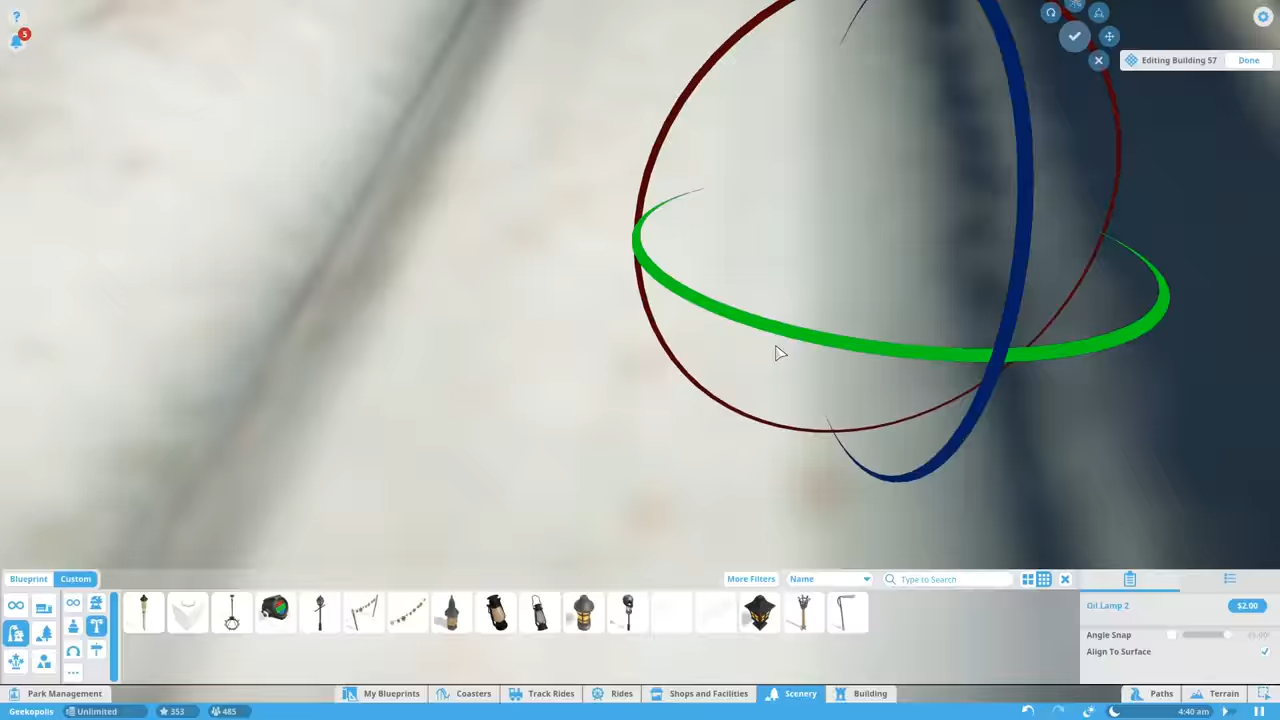 ?
5
Editing Building 57 Done
Blueprint Custom
More Filters Name Type to Search
Oil Lamp 2 $2.00
Angle Snap
Align To Surface
Park Management My Blueprints Coasters Track Rides Rides Shops and Facilities Scenery Building Paths Terrain
Geekopolis Unlimited 353 485 4:40 am